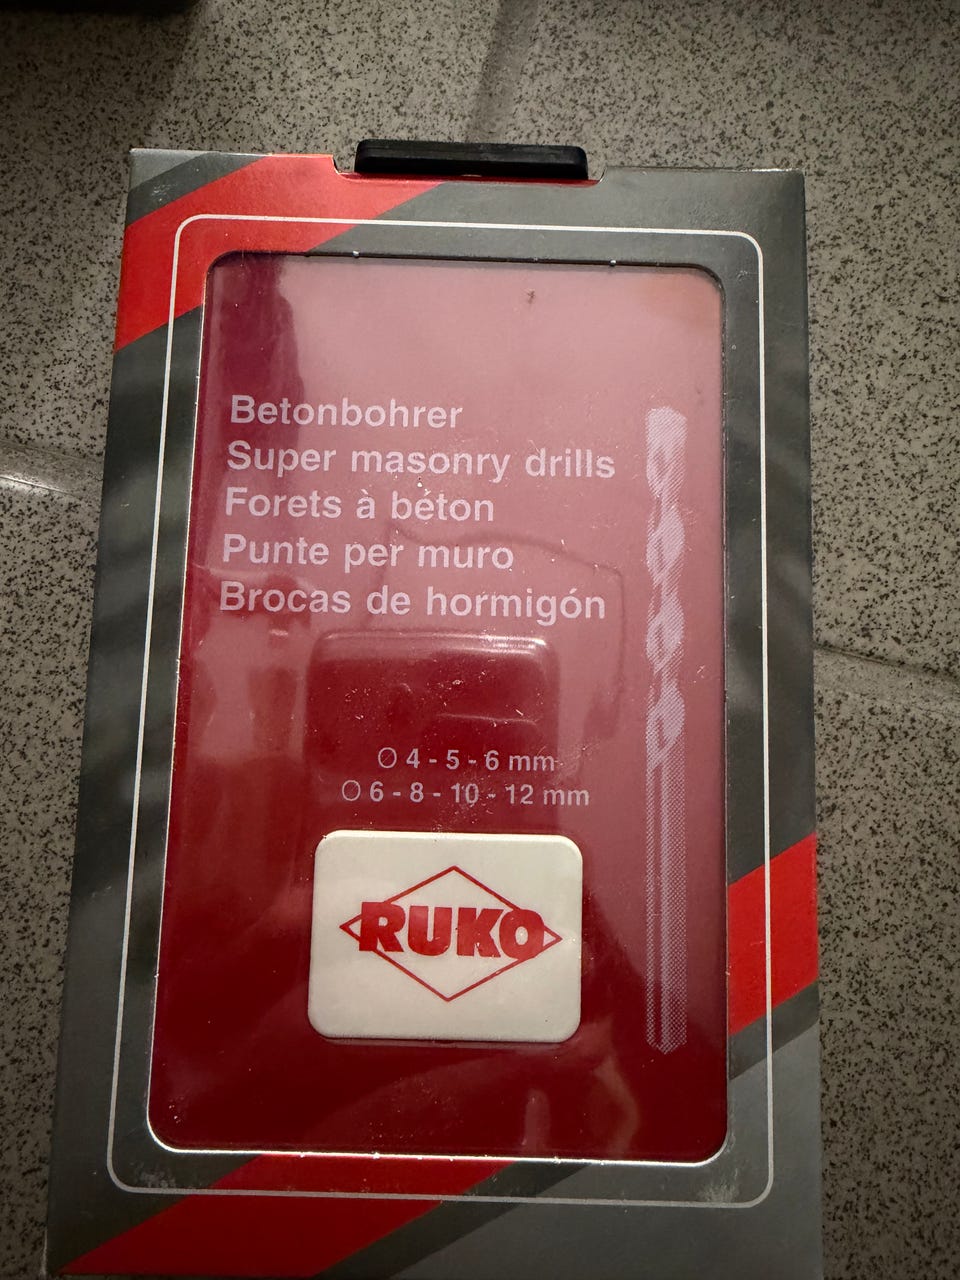 Betonbohrer
Super masonry drills
Forets à béton
Punte per muro
Brocas de hormigón
Ø 4 - 5 - 6 mm
Ø 6 - 8 - 10 - 12 mm
RUKO